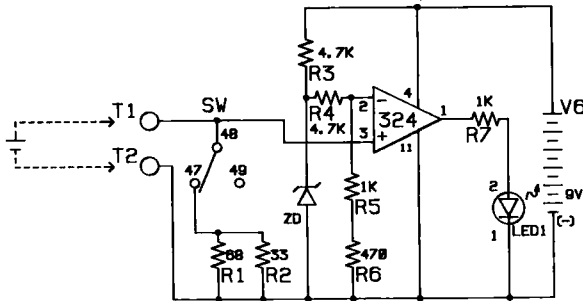 4.7K
R3
T1
SW
R4
4.7K
2
-
4
324
3
+
11
1
1K
R7
V6
48
T2
47
49
ZD
1K
R5
2
9V
(-)
LED1
1
68
R1
33
R2
470
R6